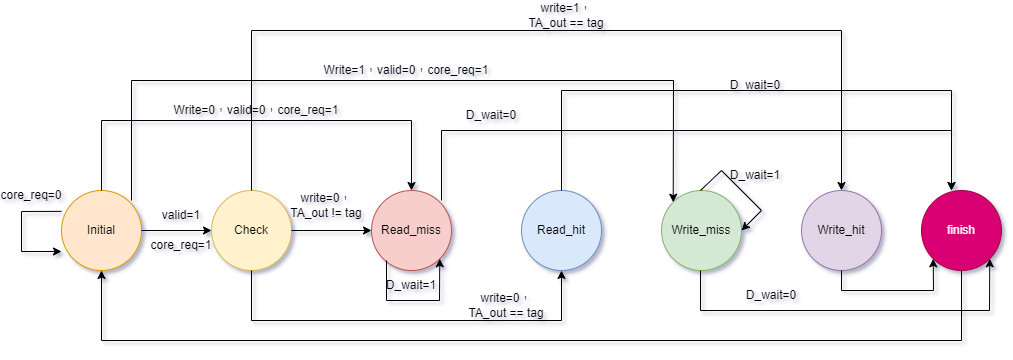 write=1，
TA_out == tag
Write=1，valid=0，core_req=1
D_wait=0
Write=0，valid=0，core_req=1
D_wait=0
core_req=0
valid=1
core_req=1
write=0，
TA_out != tag
D_wait=1
Initial
Check
Read_miss
Read_hit
Write_miss
Write_hit
finish
D_wait=1
write=0，
TA_out == tag
D_wait=0